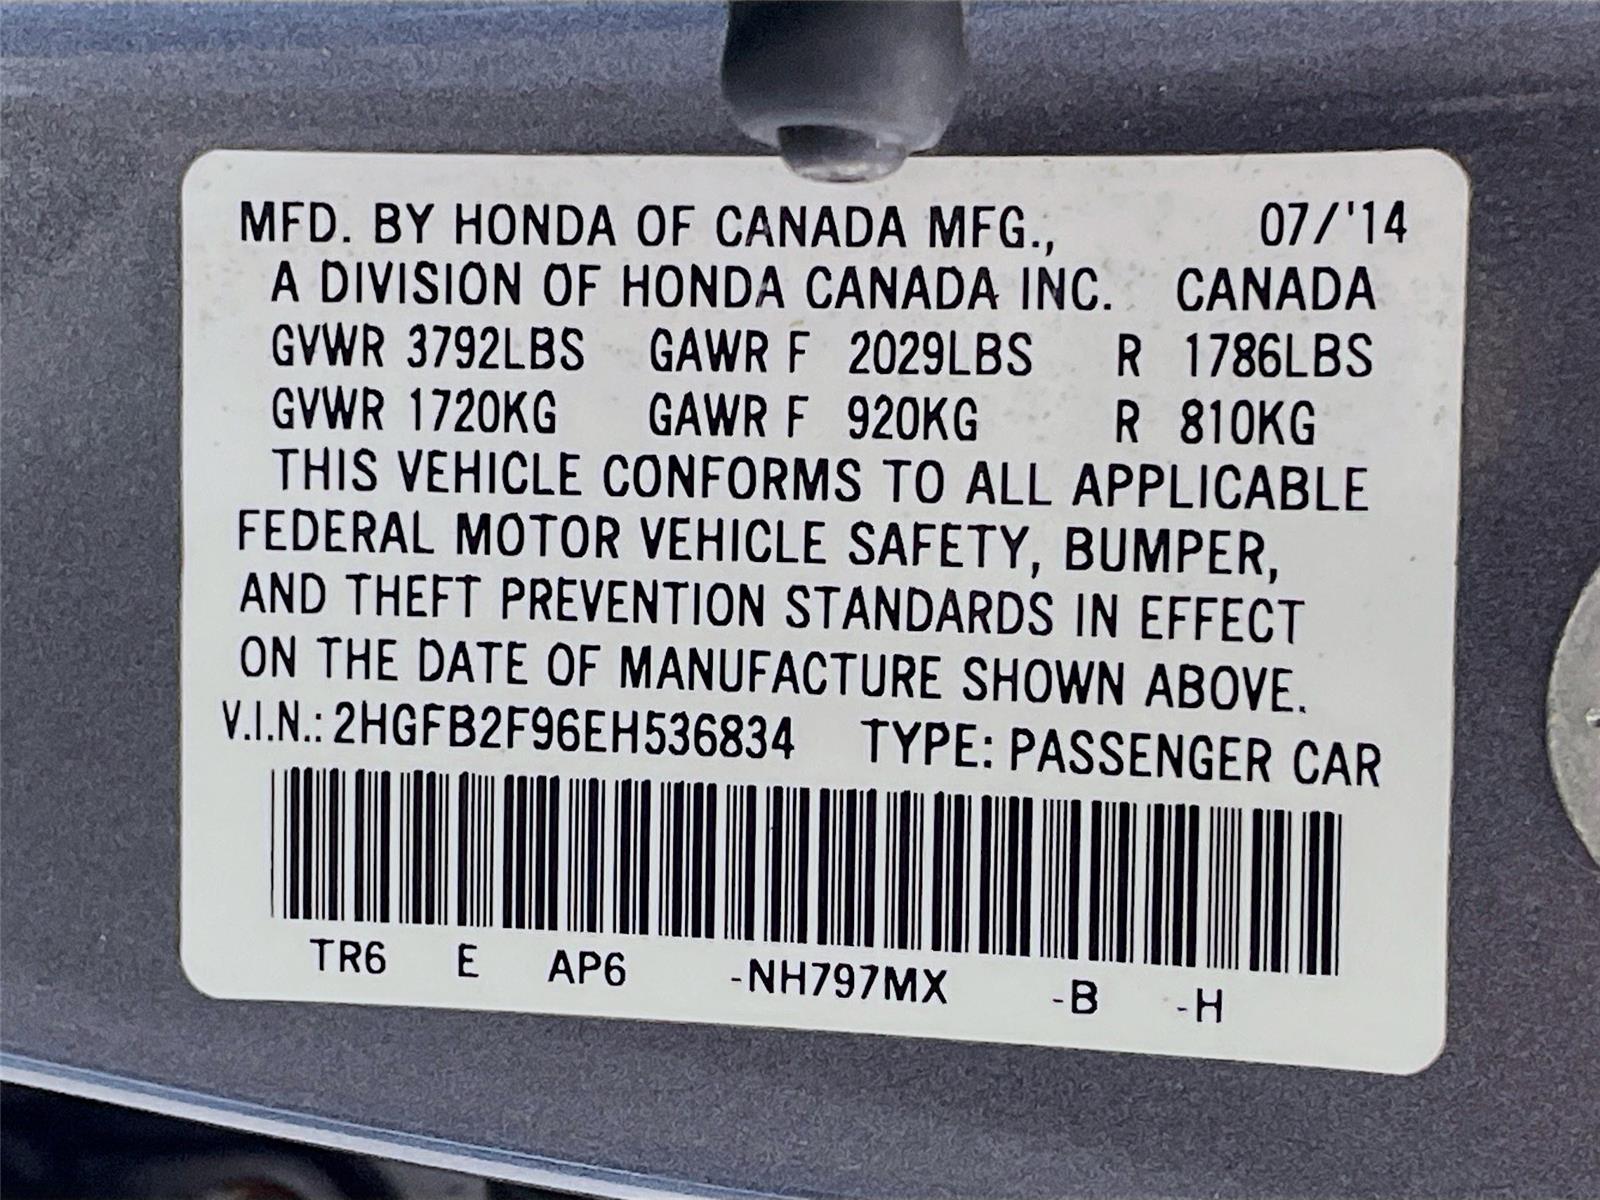 MFD. BY HONDA OF CANADA MFG., 07/'14
A DIVISION OF HONDA CANADA INC. CANADA
GVWR 3792LBS GAWR F 2029LBS R 1786LBS
GVWR 1720KG GAWR F 920KG R 810KG
THIS VEHICLE CONFORMS TO ALL APPLICABLE
FEDERAL MOTOR VEHICLE SAFETY, BUMPER,
AND THEFT PREVENTION STANDARDS IN EFFECT
ON THE DATE OF MANUFACTURE SHOWN ABOVE.
V.I.N.: 2HGFB2F96EH536834 TYPE: PASSENGER CAR
TR6 E AP6 -NH797MX -B -H